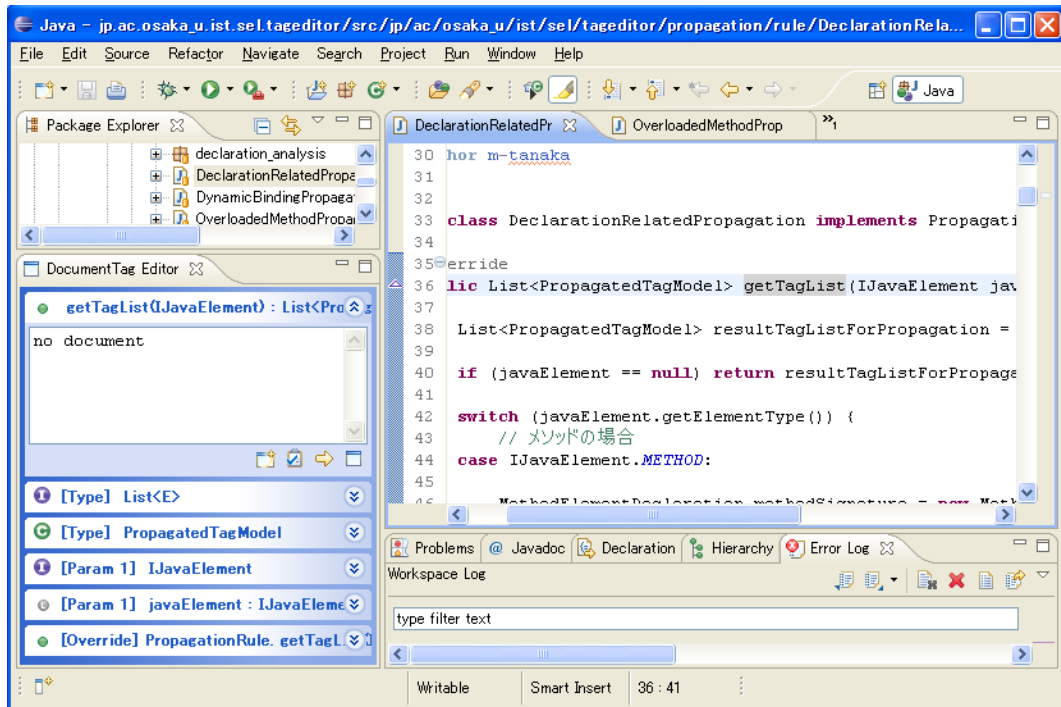 Java - jp.ac.osaka_u.ist.sel.tageditor/src/jp/ac/osaka_u/ist/sel/tageditor/propagation/rule/DeclarationRela...
File Edit Source Refactor Navigate Search Project Run Window Help
Java
Package Explorer
declaration_analysis
DeclarationRelatedPropa
DynamicBindingPropaga
OverloadedMethodPropa
DocumentTag Editor
getTagList(IJavaElement) : List<Pro
no document
[Type] List<E>
[Type] PropagatedTagModel
[Param 1] IJavaElement
[Param 1] javaElement : IJavaEleme
[Override] PropagationRule. getTagL
DeclarationRelatedPr OverloadedMethodProp »1
30 hor m-tanaka
31
32
33 class DeclarationRelatedPropagation implements Propagati
34
35 erride
36 lic List<PropagatedTagModel> getTagList(IJavaElement jav
37
38 List<PropagatedTagModel> resultTagListForPropagation =
39
40 if (javaElement == null) return resultTagListForPropaga
41
42 switch (javaElement.getElementType()) {
43 // メソッドの場合
44 case IJavaElement.METHOD:
45
46 MethodElementDeclaration methodSignature = new Meth
Problems @ Javadoc Declaration Hierarchy Error Log
Workspace Log
type filter text
Writable Smart Insert 36 : 41